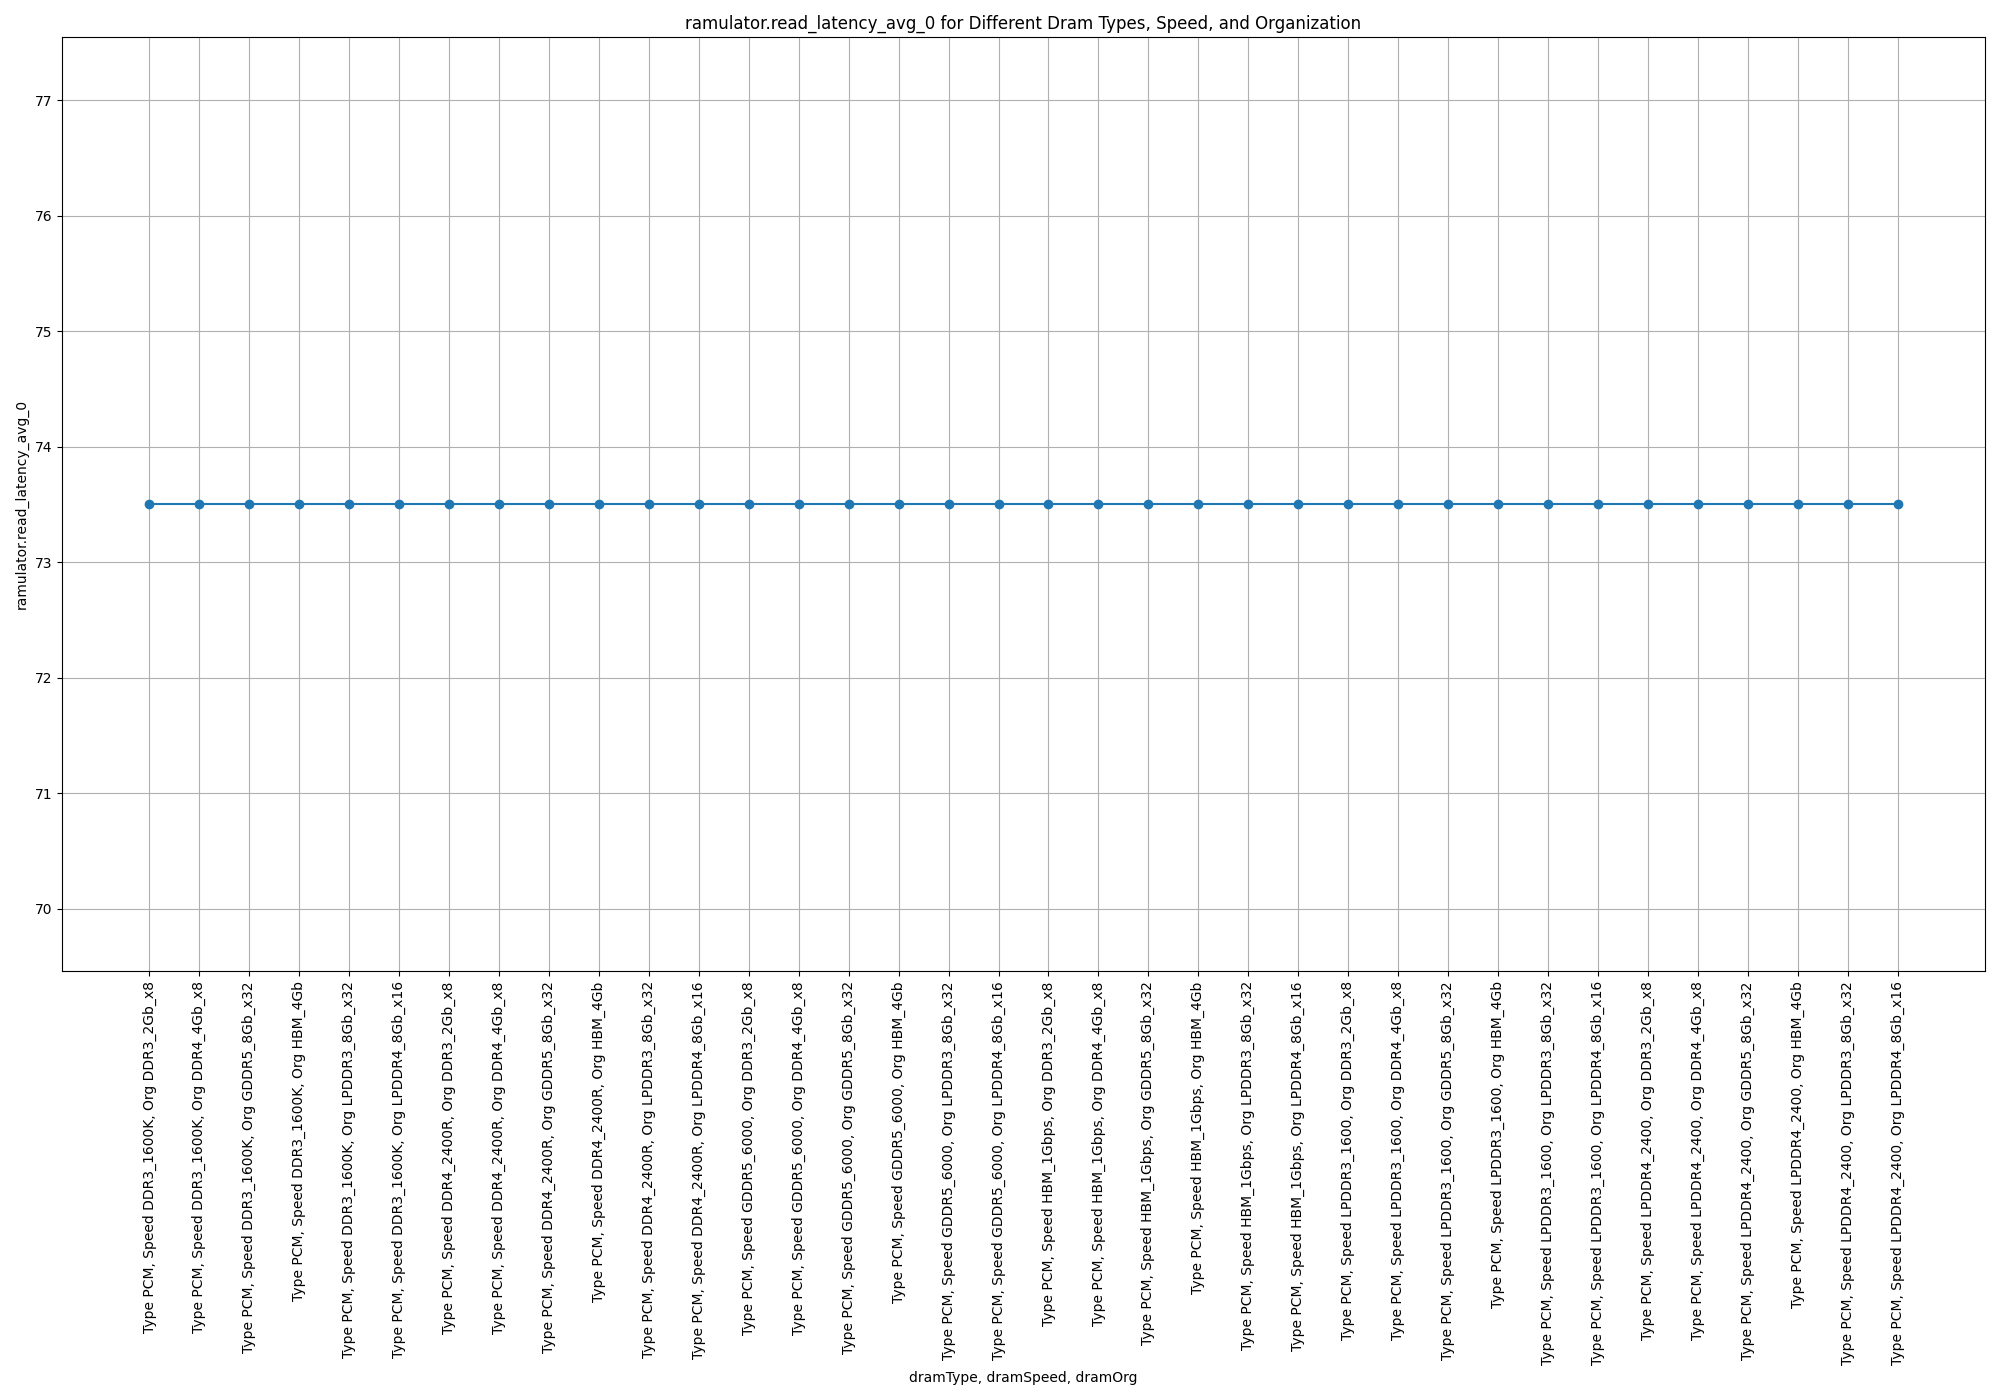 ramulator.read_latency_avg_0 for Different Dram Types, Speed, and Organization
ramulator.read_latency_avg_0
77
76
75
74
73
72
71
70
Type PCM, Speed DDR3_1600K, Org DDR3_2Gb_x8
Type PCM, Speed DDR3_1600K, Org DDR4_4Gb_x8
Type PCM, Speed DDR3_1600K, Org GDDR5_8Gb_x32
Type PCM, Speed DDR3_1600K, Org HBM_4Gb
Type PCM, Speed DDR3_1600K, Org LPDDR3_8Gb_x32
Type PCM, Speed DDR3_1600K, Org LPDDR4_8Gb_x16
Type PCM, Speed DDR4_2400R, Org DDR3_2Gb_x8
Type PCM, Speed DDR4_2400R, Org DDR4_4Gb_x8
Type PCM, Speed DDR4_2400R, Org GDDR5_8Gb_x32
Type PCM, Speed DDR4_2400R, Org HBM_4Gb
Type PCM, Speed DDR4_2400R, Org LPDDR3_8Gb_x32
Type PCM, Speed DDR4_2400R, Org LPDDR4_8Gb_x16
Type PCM, Speed GDDR5_6000, Org DDR3_2Gb_x8
Type PCM, Speed GDDR5_6000, Org DDR4_4Gb_x8
Type PCM, Speed GDDR5_6000, Org GDDR5_8Gb_x32
Type PCM, Speed GDDR5_6000, Org HBM_4Gb
Type PCM, Speed GDDR5_6000, Org LPDDR3_8Gb_x32
Type PCM, Speed GDDR5_6000, Org LPDDR4_8Gb_x16
Type PCM, Speed HBM_1Gbps, Org DDR3_2Gb_x8
Type PCM, Speed HBM_1Gbps, Org DDR4_4Gb_x8
Type PCM, Speed HBM_1Gbps, Org GDDR5_8Gb_x32
Type PCM, Speed HBM_1Gbps, Org HBM_4Gb
Type PCM, Speed HBM_1Gbps, Org LPDDR3_8Gb_x32
Type PCM, Speed HBM_1Gbps, Org LPDDR4_8Gb_x16
Type PCM, Speed LPDDR3_1600, Org DDR3_2Gb_x8
Type PCM, Speed LPDDR3_1600, Org DDR4_4Gb_x8
Type PCM, Speed LPDDR3_1600, Org GDDR5_8Gb_x32
Type PCM, Speed LPDDR3_1600, Org HBM_4Gb
Type PCM, Speed LPDDR3_1600, Org LPDDR3_8Gb_x32
Type PCM, Speed LPDDR3_1600, Org LPDDR4_8Gb_x16
Type PCM, Speed LPDDR4_2400, Org DDR3_2Gb_x8
Type PCM, Speed LPDDR4_2400, Org DDR4_4Gb_x8
Type PCM, Speed LPDDR4_2400, Org GDDR5_8Gb_x32
Type PCM, Speed LPDDR4_2400, Org HBM_4Gb
Type PCM, Speed LPDDR4_2400, Org LPDDR3_8Gb_x32
Type PCM, Speed LPDDR4_2400, Org LPDDR4_8Gb_x16
dramType, dramSpeed, dramOrg